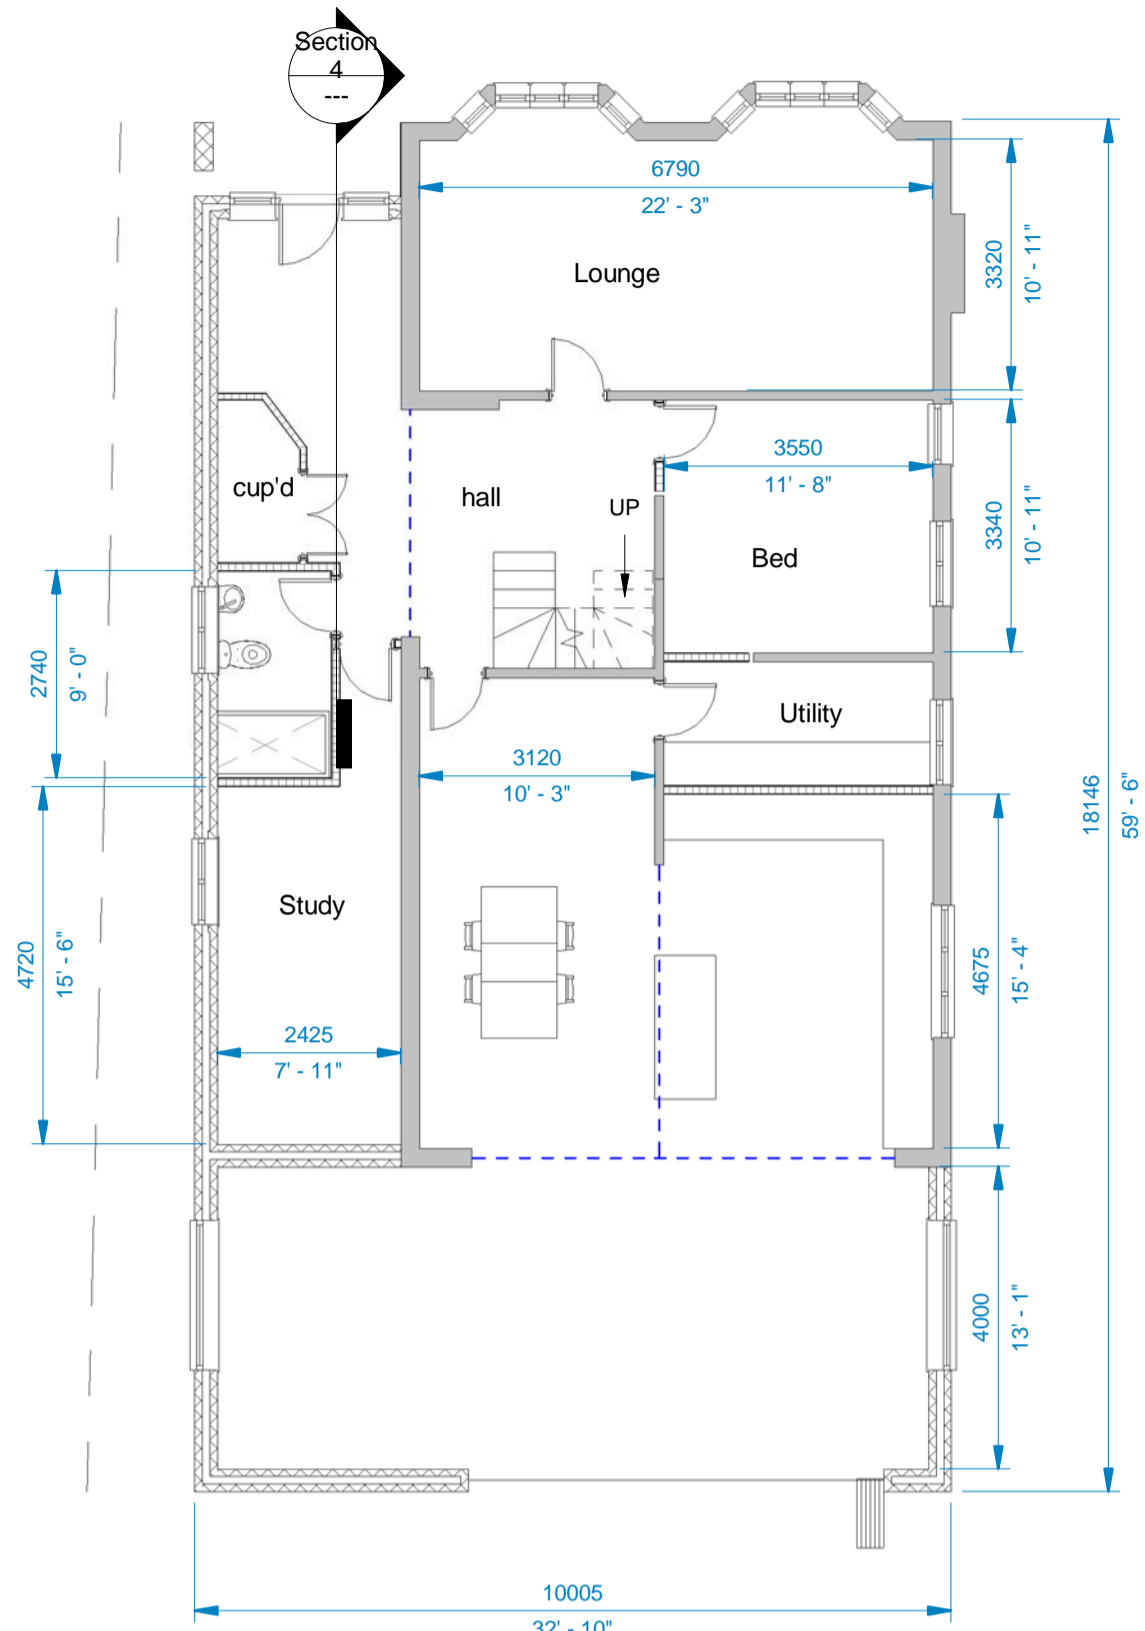 Section
4
---
6790
22' - 3"
Lounge
3320
10' - 11"
cup'd
hall
UP
3550
11' - 8"
Bed
3340
10' - 11"
2740
9' - 0"
Utility
3120
10' - 3"
18146
59' - 6"
Study
4720
15' - 6"
2425
7' - 11"
4675
15' - 4"
4000
13' - 1"
10005
32' - 10"